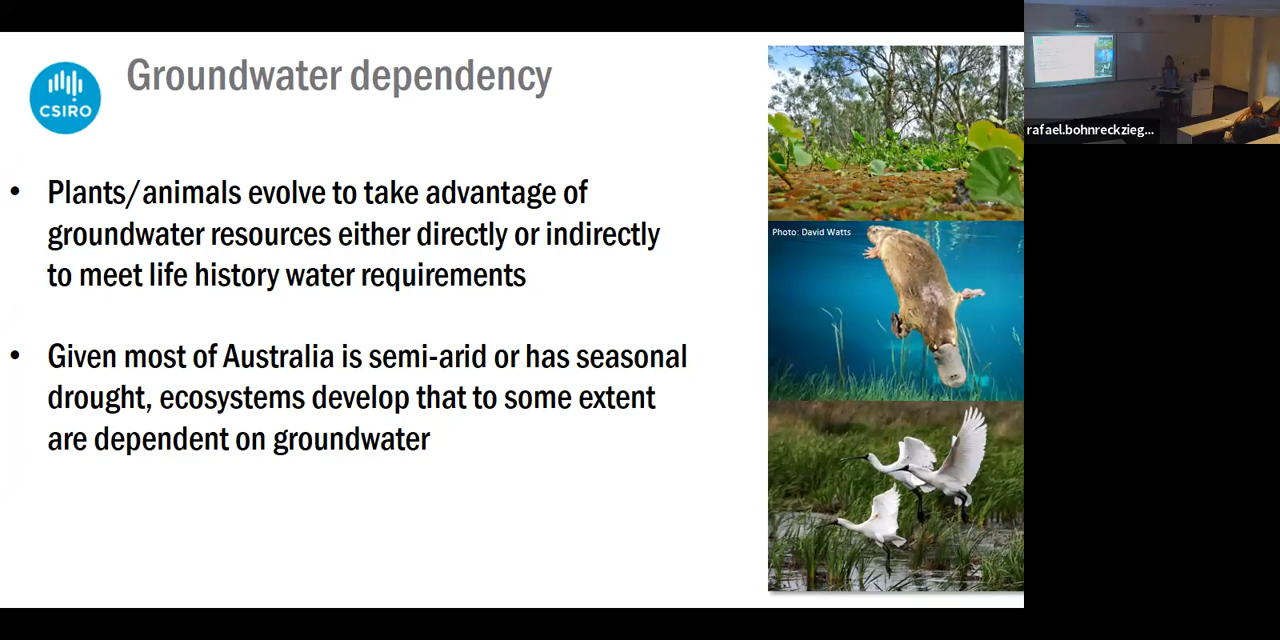 Groundwater dependency
CSIRO
• Plants/animals evolve to take advantage of
groundwater resources either directly or indirectly
to meet life history water requirements
• Given most of Australia is semi-arid or has seasonal
drought, ecosystems develop that to some extent
are dependent on groundwater
Photo: David Watts
rafael.bohnreckzieg...